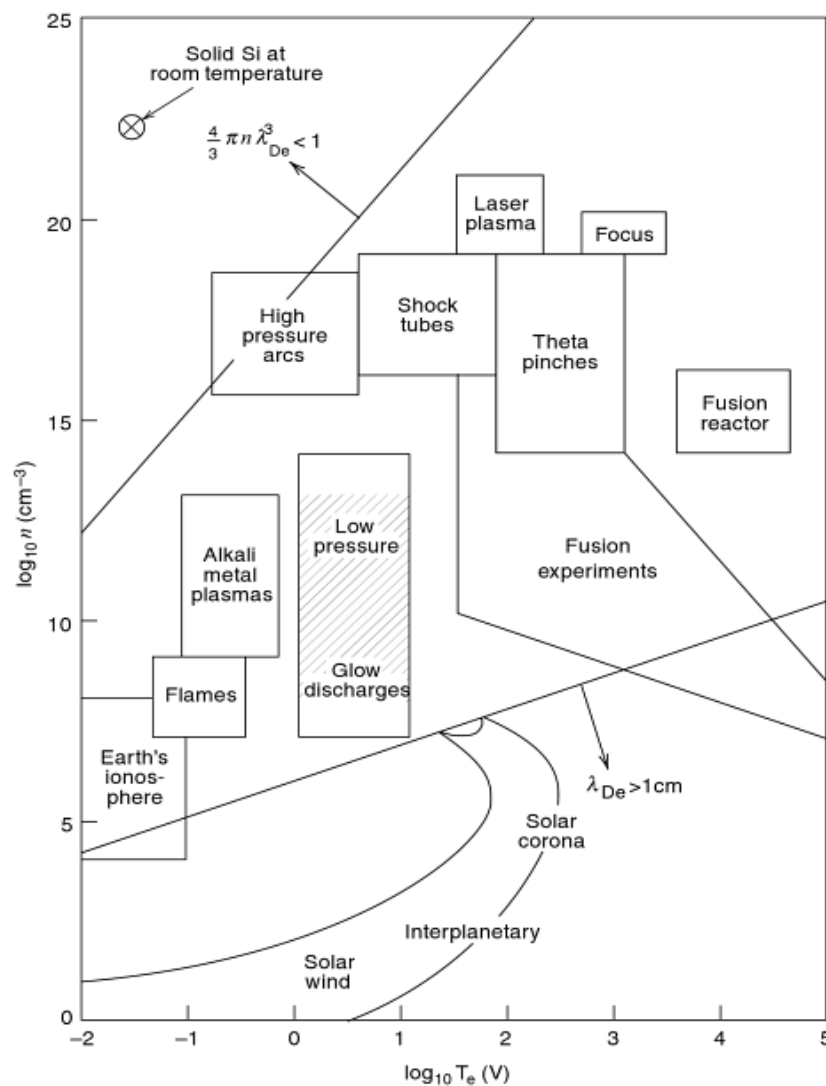 25
20
15
10
5
0
log₁₀ n (cm⁻³)
Solid Si at
room temperature
4/3 π n λ³_De < 1
Laser
plasma
Focus
High
pressure
arcs
Shock
tubes
Theta
pinches
Fusion
reactor
Low
pressure
Alkali
metal
plasmas
Fusion
experiments
Glow
discharges
Flames
Earth's
ionos-
phere
λ_De > 1cm
Solar
corona
Interplanetary
Solar
wind
−2 −1 0 1 2 3 4 5
log₁₀ Tₑ (V)